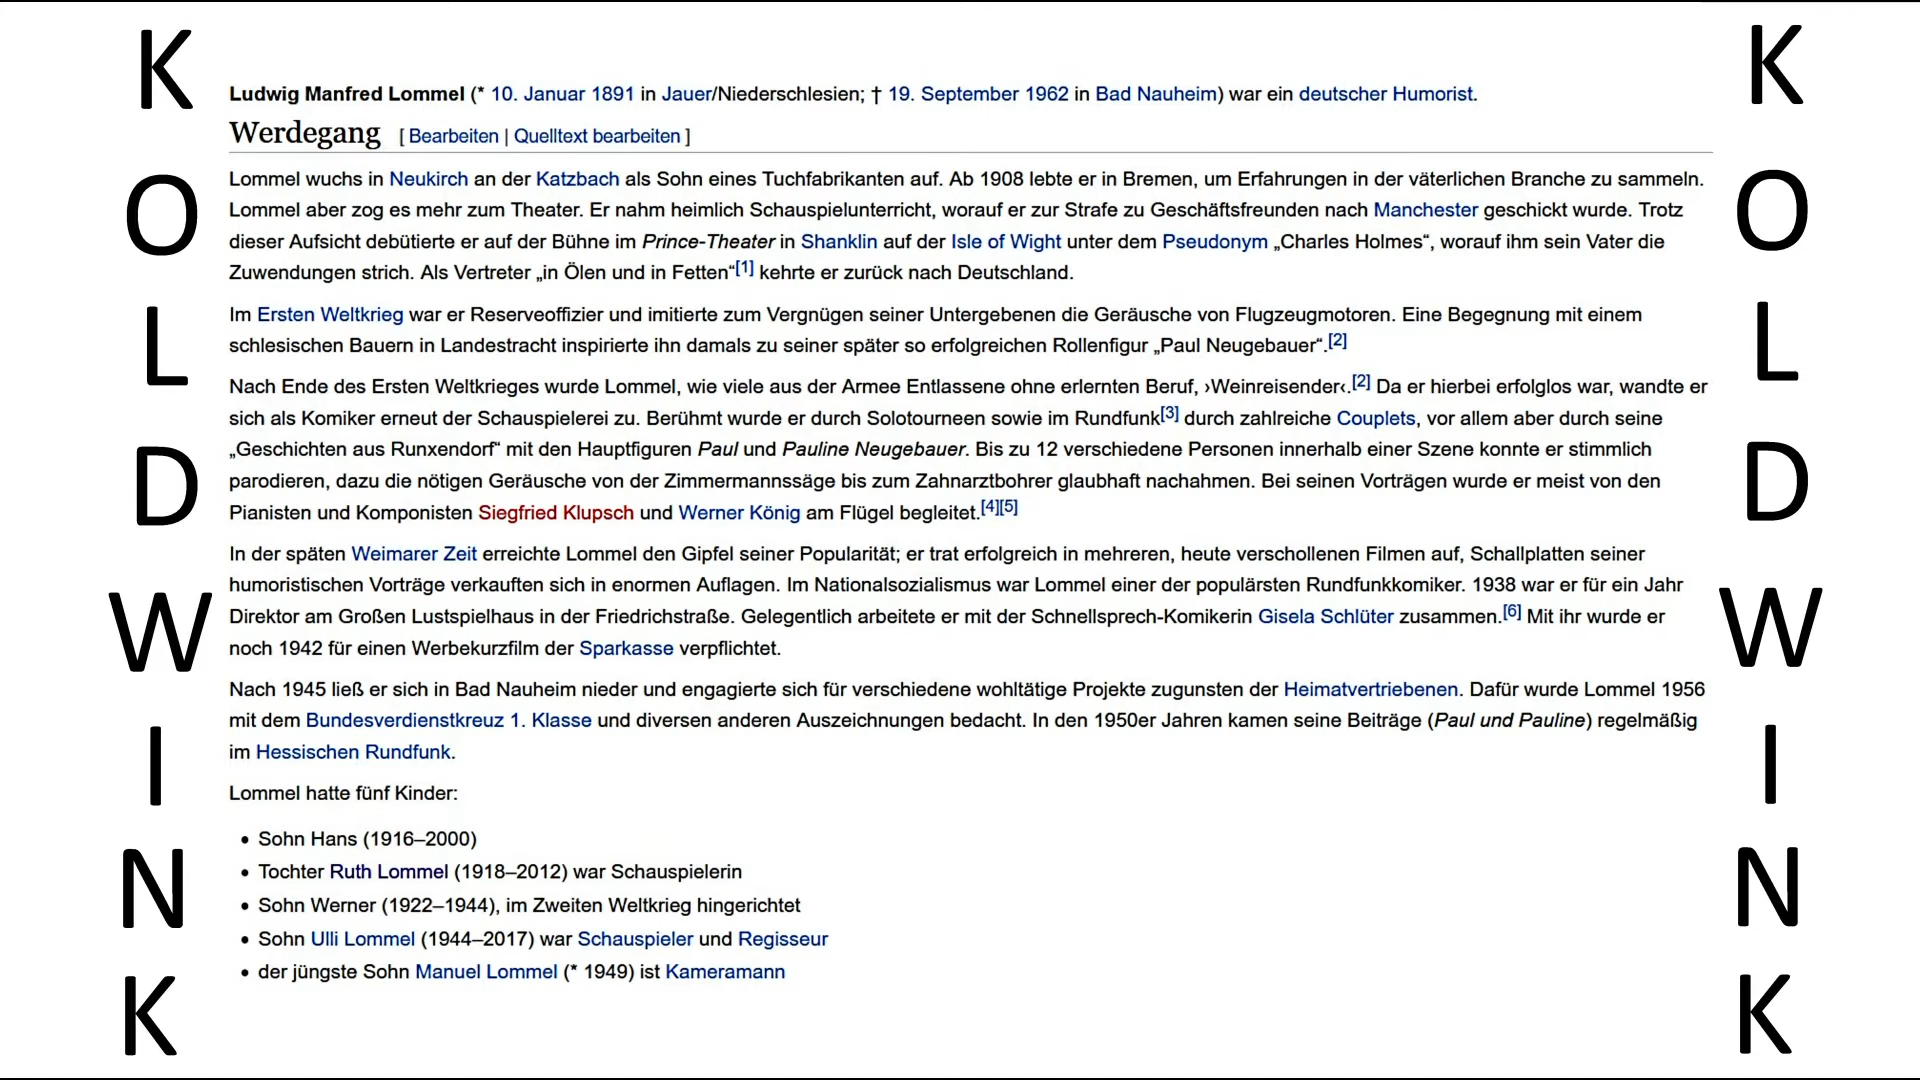 K
O
L
D
W
I
N
K
Ludwig Manfred Lommel (* 10. Januar 1891 in Jauer/Niederschlesien; † 19. September 1962 in Bad Nauheim) war ein deutscher Humorist.
Werdegang [ Bearbeiten | Quelltext bearbeiten ]
Lommel wuchs in Neukirch an der Katzbach als Sohn eines Tuchfabrikanten auf. Ab 1908 lebte er in Bremen, um Erfahrungen in der väterlichen Branche zu sammeln.
Lommel aber zog es mehr zum Theater. Er nahm heimlich Schauspielunterricht, worauf er zur Strafe zu Geschäftsfreunden nach Manchester geschickt wurde. Trotz
dieser Aufsicht debütierte er auf der Bühne im Prince-Theater in Shanklin auf der Isle of Wight unter dem Pseudonym „Charles Holmes“, worauf ihm sein Vater die
Zuwendungen strich. Als Vertreter „in Ölen und in Fetten“[1] kehrte er zurück nach Deutschland.
Im Ersten Weltkrieg war er Reserveoffizier und imitierte zum Vergnügen seiner Untergebenen die Geräusche von Flugzeugmotoren. Eine Begegnung mit einem
schlesischen Bauern in Landestracht inspirierte ihn damals zu seiner später so erfolgreichen Rollenfigur „Paul Neugebauer“.[2]
Nach Ende des Ersten Weltkrieges wurde Lommel, wie viele aus der Armee Entlassene ohne erlernten Beruf, ›Weinreisender‹.[2] Da er hierbei erfolglos war, wandte er
sich als Komiker erneut der Schauspielerei zu. Berühmt wurde er durch Solotourneen sowie im Rundfunk[3] durch zahlreiche Couplets, vor allem aber durch seine
„Geschichten aus Runxendorf“ mit den Hauptfiguren Paul und Pauline Neugebauer. Bis zu 12 verschiedene Personen innerhalb einer Szene konnte er stimmlich
parodieren, dazu die nötigen Geräusche von der Zimmermannssäge bis zum Zahnarztbohrer glaubhaft nachahmen. Bei seinen Vorträgen wurde er meist von den
Pianisten und Komponisten Siegfried Klupsch und Werner König am Flügel begleitet.[4][5]
In der späten Weimarer Zeit erreichte Lommel den Gipfel seiner Popularität; er trat erfolgreich in mehreren, heute verschollenen Filmen auf, Schallplatten seiner
humoristischen Vorträge verkauften sich in enormen Auflagen. Im Nationalsozialismus war Lommel einer der populärsten Rundfunkkomiker. 1938 war er für ein Jahr
Direktor am Großen Lustspielhaus in der Friedrichstraße. Gelegentlich arbeitete er mit der Schnellsprech-Komikerin Gisela Schlüter zusammen.[6] Mit ihr wurde er
noch 1942 für einen Werbekurzfilm der Sparkasse verpflichtet.
Nach 1945 ließ er sich in Bad Nauheim nieder und engagierte sich für verschiedene wohltätige Projekte zugunsten der Heimatvertriebenen. Dafür wurde Lommel 1956
mit dem Bundesverdienstkreuz 1. Klasse und diversen anderen Auszeichnungen bedacht. In den 1950er Jahren kamen seine Beiträge (Paul und Pauline) regelmäßig
im Hessischen Rundfunk.
Lommel hatte fünf Kinder:
• Sohn Hans (1916–2000)
• Tochter Ruth Lommel (1918–2012) war Schauspielerin
• Sohn Werner (1922–1944), im Zweiten Weltkrieg hingerichtet
• Sohn Ulli Lommel (1944–2017) war Schauspieler und Regisseur
• der jüngste Sohn Manuel Lommel (* 1949) ist Kameramann
K
O
L
D
W
I
N
K